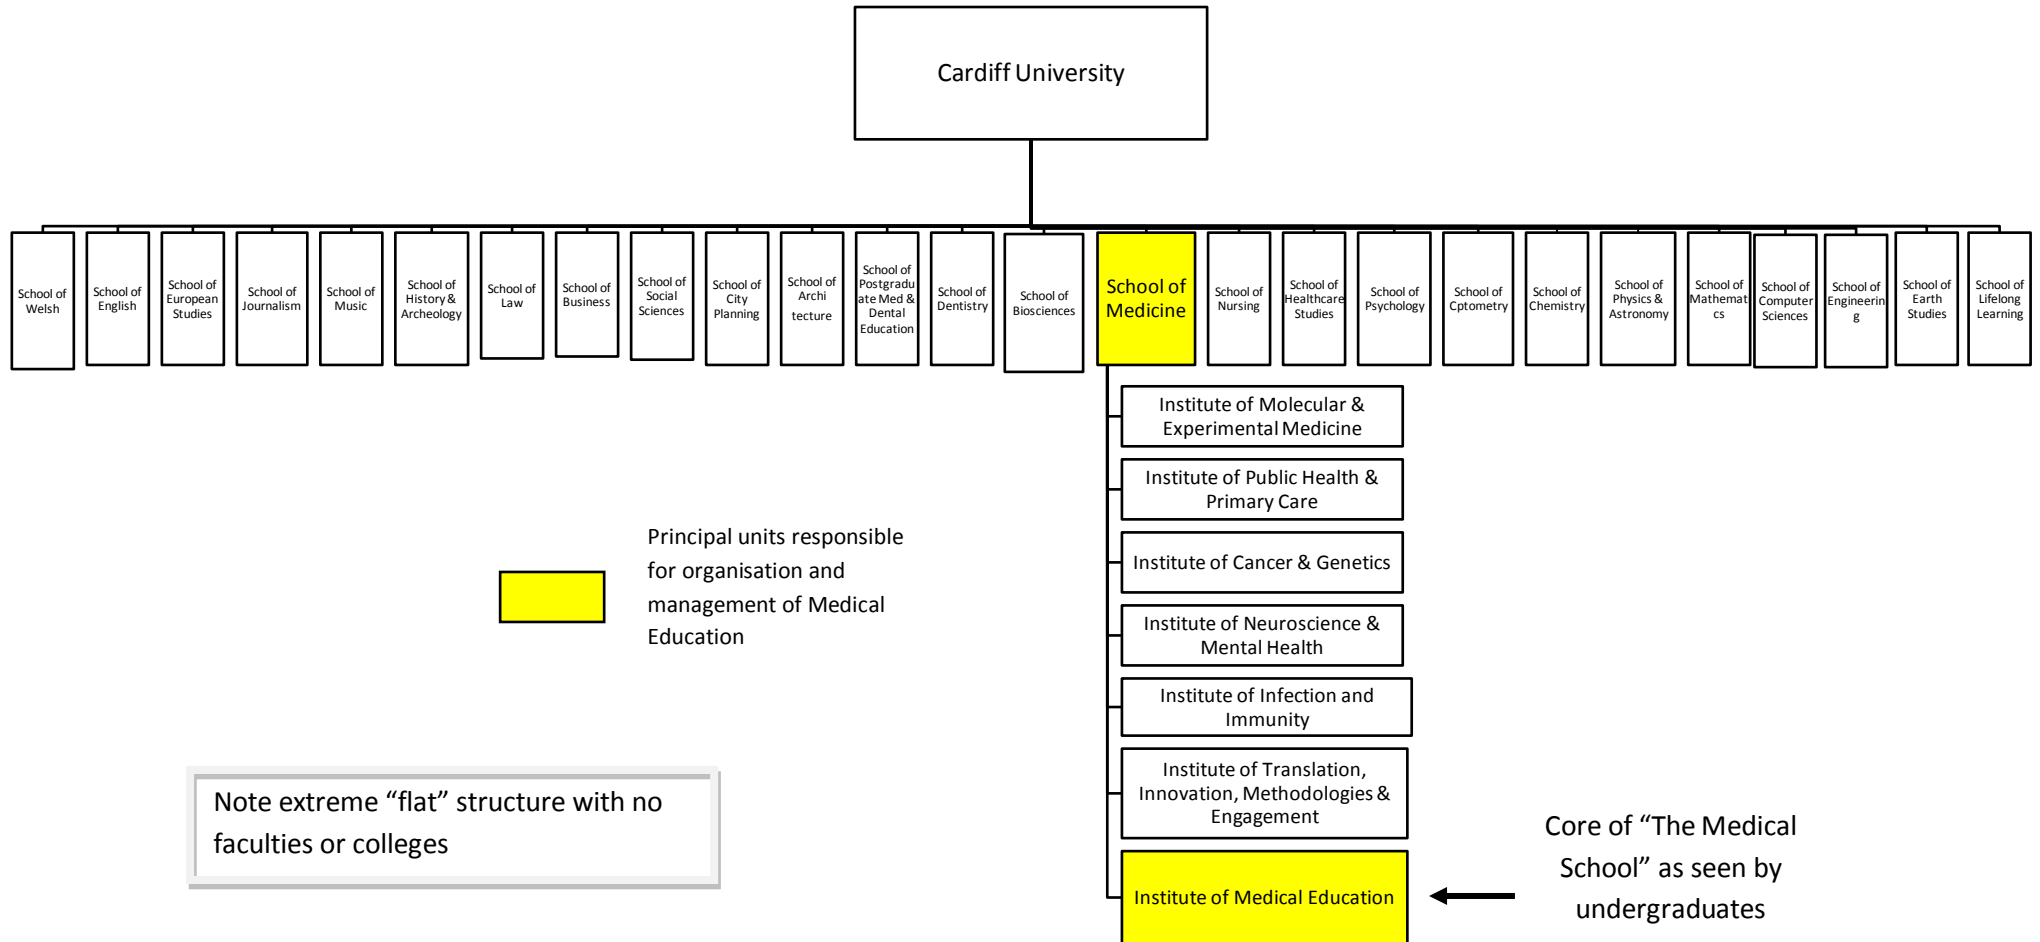 Cardiff University
School of
Welsh
School of
English
School of
European
Studies
School of
Journalism
School of
Music
School of
History &
Archeology
School of
Law
School of
Business
School of
Social
Sciences
School of
City
Planning
School of
Archi
tecture
School of
Postgradu
ate Med &
Dental
Education
School of
Dentistry
School of
Biosciences
School of
Medicine
School of
Nursing
School of
Healthcare
Studies
School of
Psychology
School of
Cptometry
School of
Chemistry
School of
Physics &
Astronomy
School of
Mathemat
cs
School of
Computer
Sciences
School of
Engineerin
g
School of
Earth
Studies
School of
Lifelong
Learning
Institute of Molecular &
Experimental Medicine
Institute of Public Health &
Primary Care
Institute of Cancer & Genetics
Institute of Neuroscience &
Mental Health
Institute of Infection and
Immunity
Institute of Translation,
Innovation, Methodologies &
Engagement
Institute of Medical Education
Principal units responsible
for organisation and
management of Medical
Education
Note extreme “flat” structure with no
faculties or colleges
Core of “The Medical
School” as seen by
undergraduates